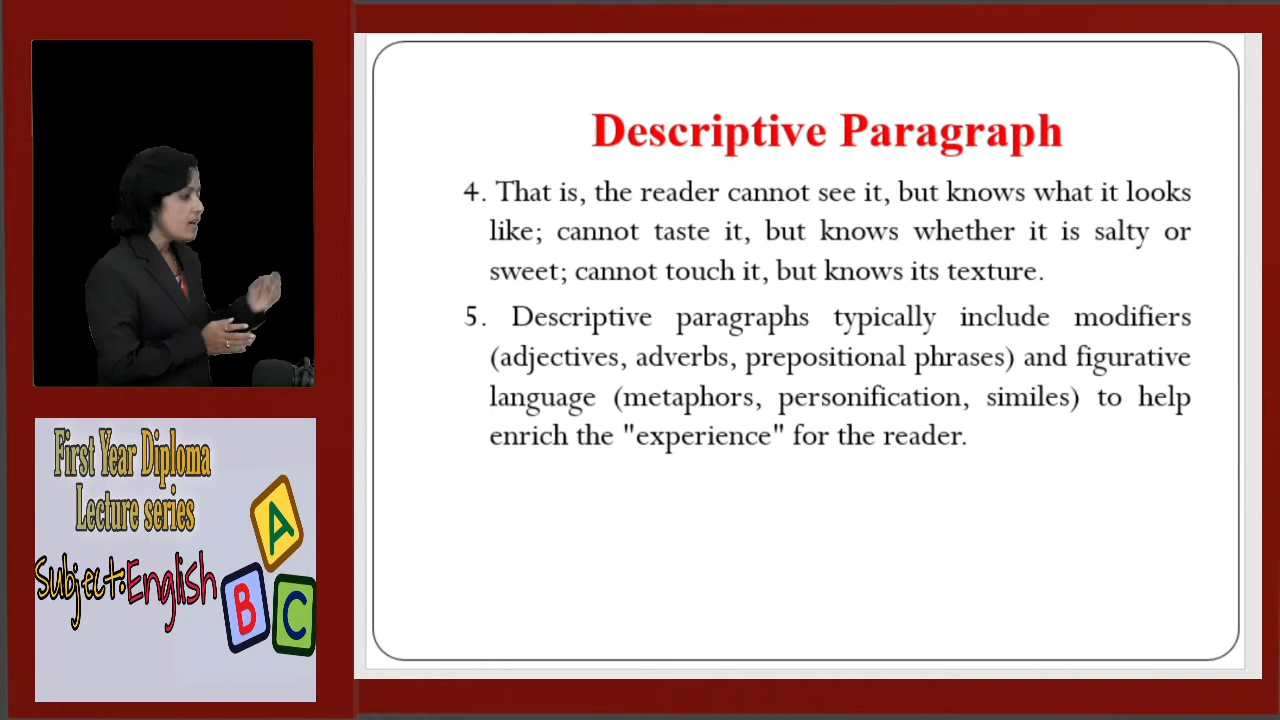 Descriptive Paragraph
4. That is, the reader cannot see it, but knows what it looks
like; cannot taste it, but knows whether it is salty or
sweet; cannot touch it, but knows its texture.
5. Descriptive paragraphs typically include modifiers
(adjectives, adverbs, prepositional phrases) and figurative
language (metaphors, personification, similes) to help
enrich the "experience" for the reader.
First Year Diploma
Lecture series
Subject:English
A
B
C